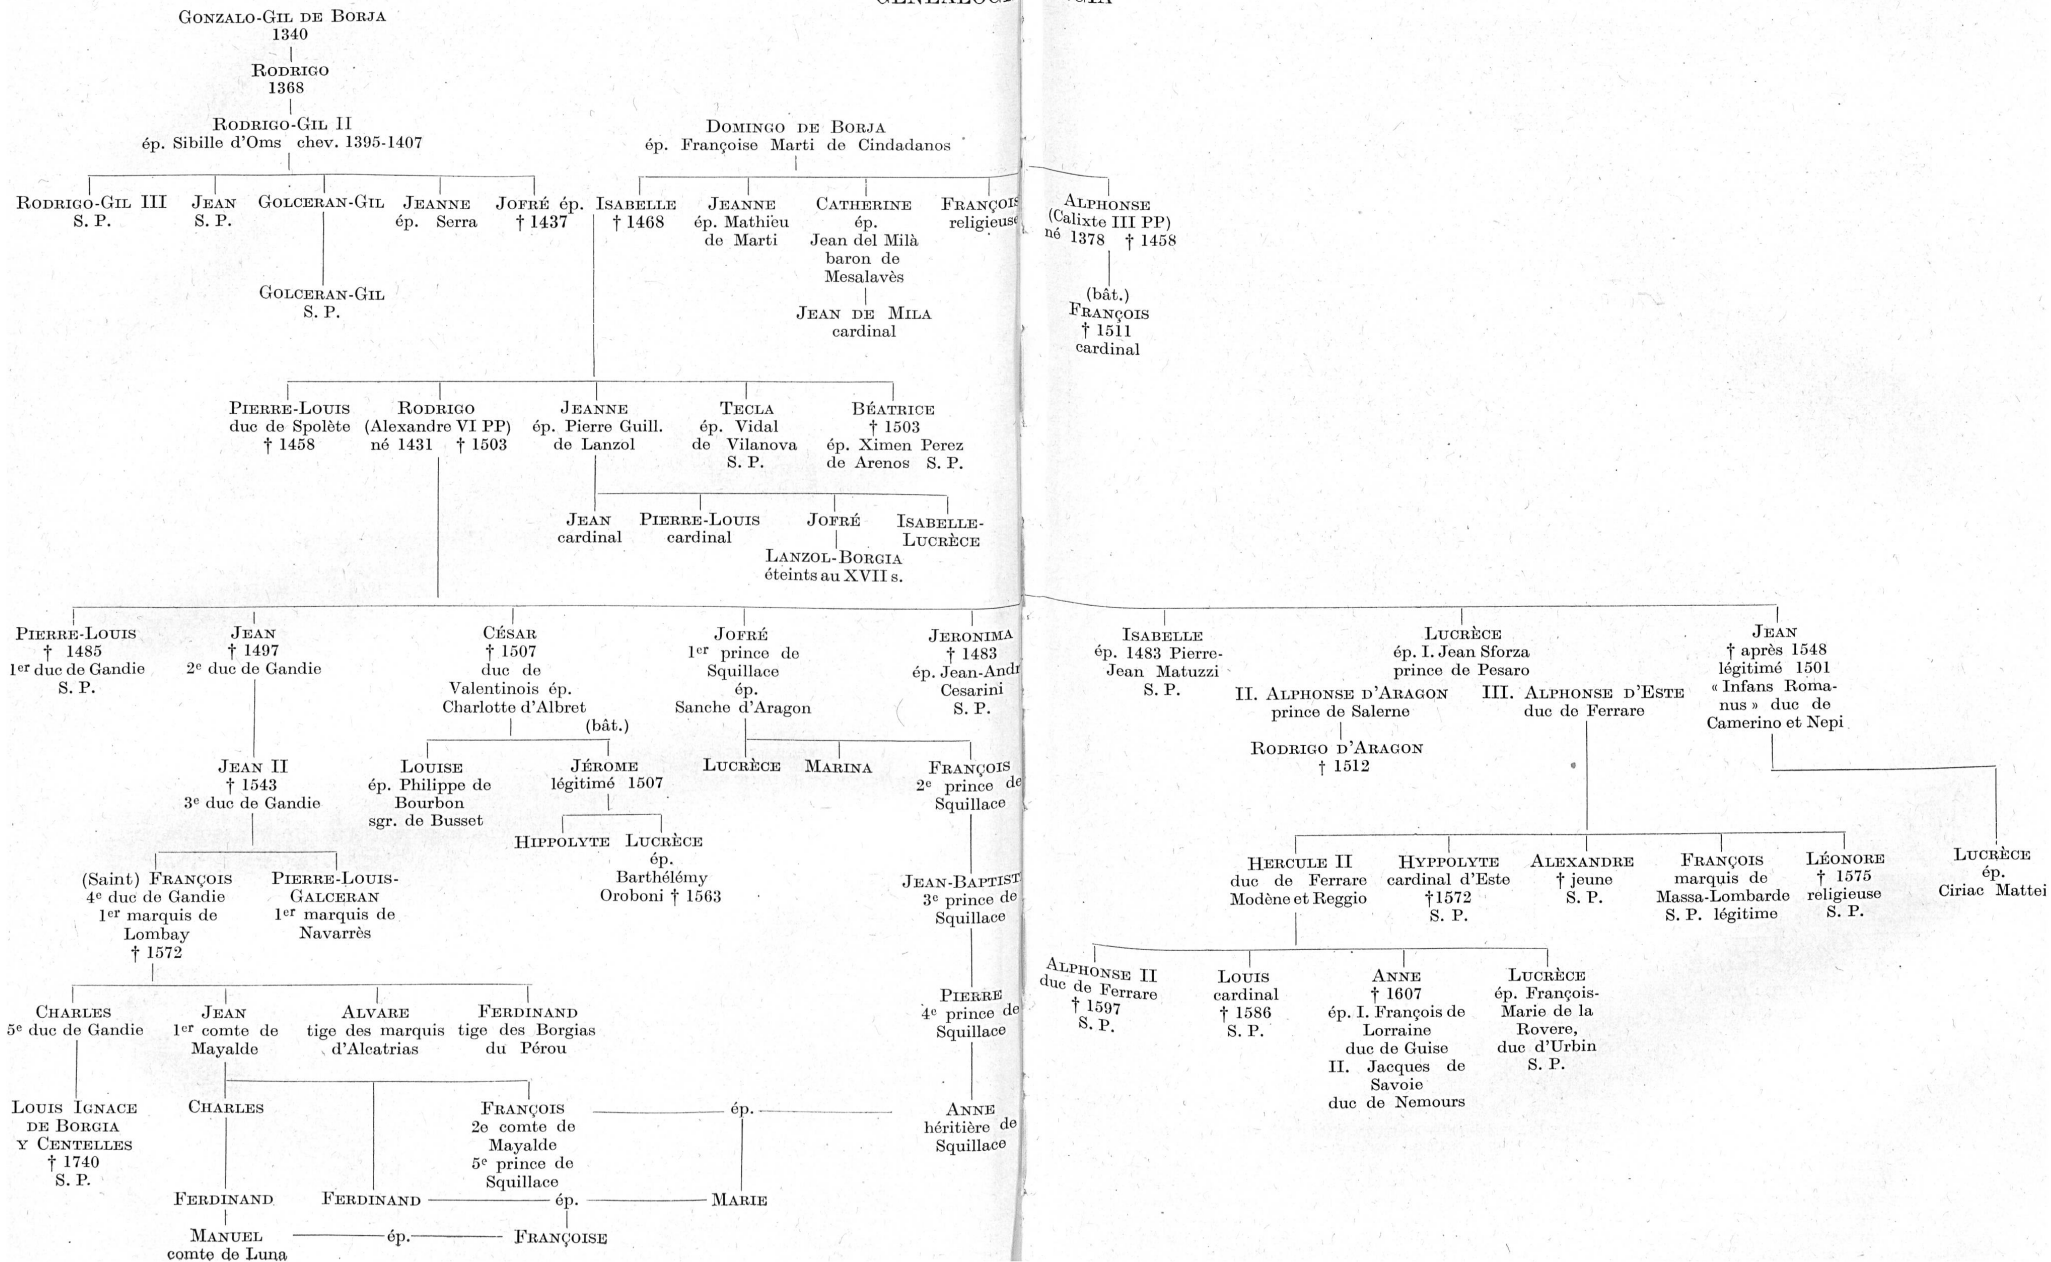 GONZALO-GIL DE BORJA
1340
RODRIGO
1368
RODRIGO-GIL II
ép. Sibille d'Oms chev. 1395-1407
DOMINGO DE BORJA
ép. Françoise Marti de Cindadanos
RODRIGO-GIL III
S. P.
JEAN
S. P.
GOLCERAN-GIL
JEANNE
ép. Serra
JOFRÉ ép. ISABELLE
† 1437
† 1468
JEANNE
ép. Mathieu
de Marti
CATHERINE
ép.
Jean del Milà
baron de
Mesalavès
FRANÇOIS
religieuse
ALPHONSE
(Calixte III PP)
né 1378 † 1458
GOLCERAN-GIL
S. P.
JEAN DE MILA
cardinal
(bât.)
FRANÇOIS
† 1511
cardinal
PIERRE-LOUIS
duc de Spolète
† 1458
RODRIGO
(Alexandre VI PP)
né 1431 † 1503
JEANNE
ép. Pierre Guill.
de Lanzol
TECLA
ép. Vidal
de Vilanova
S. P.
BÉATRICE
† 1503
ép. Ximen Perez
de Arenos S. P.
JEAN
cardinal
PIERRE-LOUIS
cardinal
JOFRÉ
LANZOL-BORGIA
éteints au XVII s.
ISABELLE-
LUCRÈCE
PIERRE-LOUIS
† 1485
1er duc de Gandie
S. P.
JEAN
† 1497
2e duc de Gandie
CÉSAR
† 1507
duc de
Valentinois ép.
Charlotte d'Albret
(bât.)
JOFRÉ
1er prince de
Squillace
ép.
Sanche d'Aragon
JERONIMA
† 1483
ép. Jean-Andr
Cesarini
S. P.
ISABELLE
ép. 1483 Pierre-
Jean Matuzzi
S. P.
LUCRÈCE
ép. I. Jean Sforza
prince de Pesaro
II. ALPHONSE D'ARAGON
prince de Salerne
III. ALPHONSE D'ESTE
duc de Ferrare
JEAN
† après 1548
légitimé 1501
« Infans Roma-
nus » duc de
Camerino et Nepi
RODRIGO D'ARAGON
† 1512
JEAN II
† 1543
3e duc de Gandie
LOUISE
ép. Philippe de
Bourbon
sgr. de Busset
JÉROME
légitimé 1507
LUCRÈCE
MARINA
FRANÇOIS
2e prince de
Squillace
HIPPOLYTE
LUCRÈCE
ép.
Barthélémy
Oroboni † 1563
(Saint) FRANÇOIS
4e duc de Gandie
1er marquis de
Lombay
† 1572
PIERRE-LOUIS-
GALCERAN
1er marquis de
Navarrès
JEAN-BAPTIST
3e prince de
Squillace
HERCULE II
duc de Ferrare
Modène et Reggio
HYPPOLYTE
cardinal d'Este
†1572
S. P.
ALEXANDRE
† jeune
S. P.
FRANÇOIS
marquis de
Massa-Lombarde
S. P. légitime
LÉONORE
† 1575
religieuse
S. P.
LUCRÈCE
ép.
Ciriac Mattei
CHARLES
5e duc de Gandie
JEAN
1er comte de
Mayalde
ALVARE
tige des marquis
d'Alcatrias
FERDINAND
tige des Borgias
du Pérou
PIERRE
4e prince de
Squillace
ALPHONSE II
duc de Ferrare
† 1597
S. P.
LOUIS
cardinal
† 1586
S. P.
ANNE
† 1607
ép. I. François de
Lorraine
duc de Guise
II. Jacques de
Savoie
duc de Nemours
LUCRÈCE
ép. François-
Marie de la
Rovere,
duc d'Urbin
S. P.
LOUIS IGNACE
DE BORGIA
Y CENTELLES
† 1740
S. P.
CHARLES
FRANÇOIS
2e comte de
Mayalde
5e prince de
Squillace
ép.
ANNE
héritière de
Squillace
FERDINAND
FERDINAND
ép.
MARIE
MANUEL
comte de Luna
ép.
FRANÇOISE